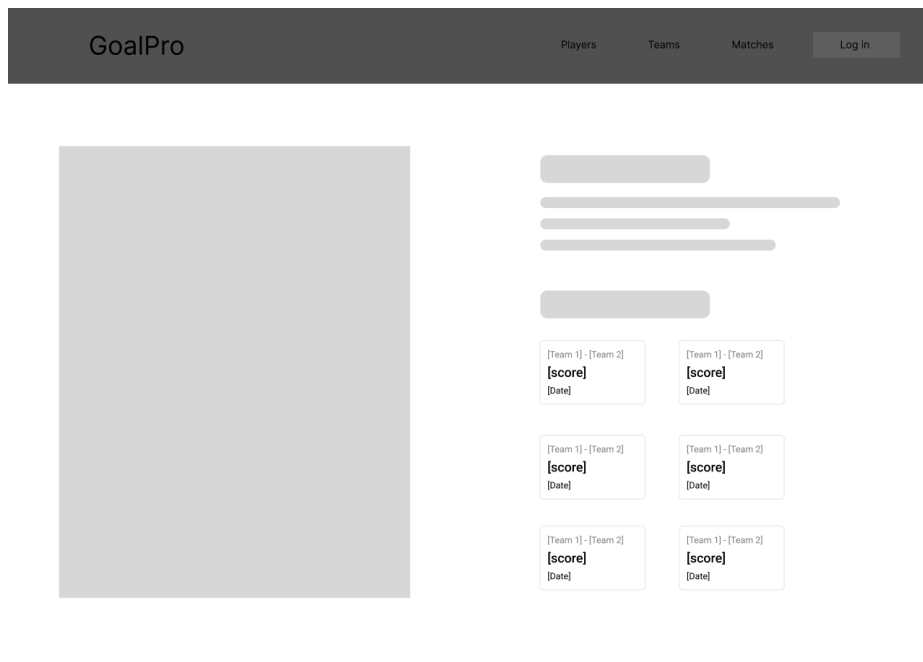 GoalPro
Players Teams Matches Log in
[Team 1] - [Team 2] [Team 1] - [Team 2]
[score] [score]
[Date] [Date]
[Team 1] - [Team 2] [Team 1] - [Team 2]
[score] [score]
[Date] [Date]
[Team 1] - [Team 2] [Team 1] - [Team 2]
[score] [score]
[Date] [Date]